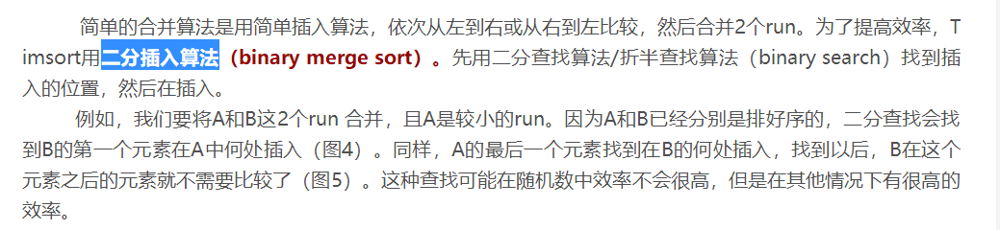 简单的合并算法是用简单插入算法，依次从左到右或从右到左比较，然后合并2个run。为了提高效率，T
imsort用二分插入算法（binary merge sort）。先用二分查找算法/折半查找算法（binary search）找到插
入的位置，然后在插入。
例如，我们要将A和B这2个run 合并，且A是较小的run。因为A和B已经分别是排好序的，二分查找会找
到B的第一个元素在A中何处插入（图4）。同样，A的最后一个元素找到在B的何处插入，找到以后，B在这个
元素之后的元素就不需要比较了（图5）。这种查找可能在随机数中效率不会很高，但是在其他情况下有很高的
效率。